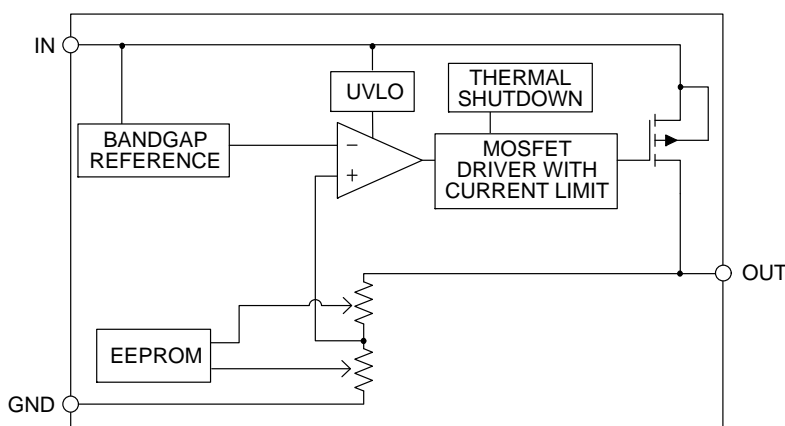 IN
UVLO
THERMAL
SHUTDOWN
BANDGAP
REFERENCE
−
+
MOSFET
DRIVER WITH
CURRENT LIMIT
OUT
EEPROM
GND